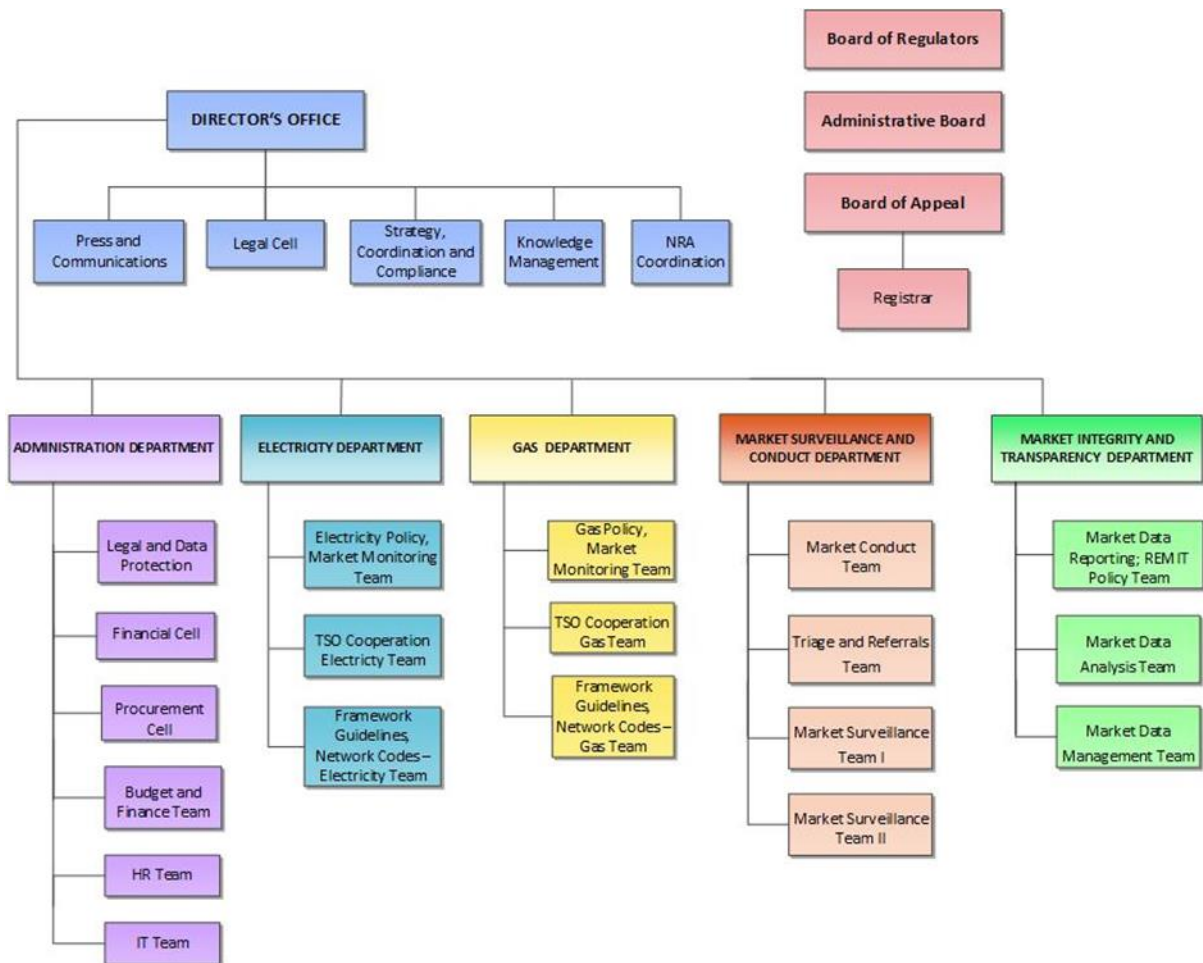 Board of Regulators
DIRECTOR‘S OFFICE
Administrative Board
Board of Appeal
Press and
Communications
Legal Cell
Strategy,
Coordination and
Compliance
Knowledge
Management
NRA
Coordination
Registrar
ADMINISTRATION DEPARTMENT
ELECTRICITY DEPARTMENT
GAS DEPARTMENT
MARKET SURVEILLANCE AND
CONDUCT DEPARTMENT
MARKET INTEGRITY AND
TRANSPARENCY DEPARTMENT
Legal and Data
Protection
Financial Cell
Procurement
Cell
Budget and
Finance Team
HR Team
IT Team
Electricity Policy,
Market Monitoring
Team
TSO Cooperation
Electricty Team
Framework
Guidelines,
Network Codes–
Electricity Team
Gas Policy,
Market
Monitoring Team
TSO Cooperation
Gas Team
Framework
Guidelines,
Network Codes–
Gas Team
Market Conduct
Team
Triage and Referrals
Team
Market Surveillance
Team I
Market Surveillance
Team II
Market Data
Reporting; REMIT
Policy Team
Market Data
Analysis Team
Market Data
Management Team